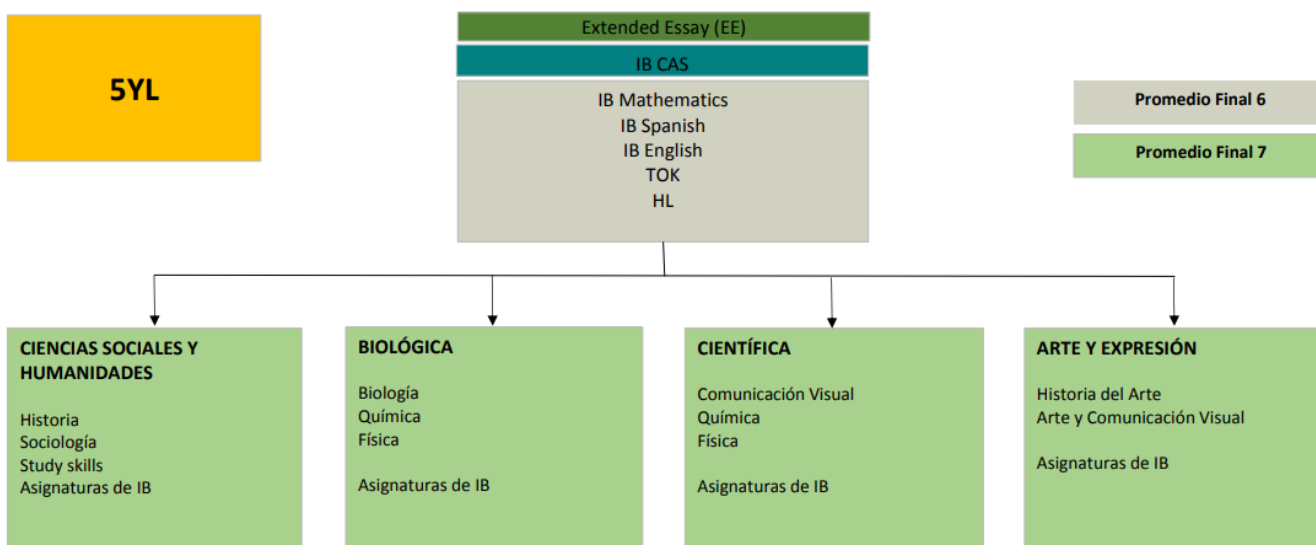 5YL
Extended Essay (EE)
IB CAS
IB Mathematics
IB Spanish
IB English
TOK
HL
Promedio Final 6
Promedio Final 7
CIENCIAS SOCIALES Y
HUMANIDADES
Historia
Sociología
Study skills
Asignaturas de IB
BIOLÓGICA
Biología
Química
Física
Asignaturas de IB
CIENTÍFICA
Comunicación Visual
Química
Física
Asignaturas de IB
ARTE Y EXPRESIÓN
Historia del Arte
Arte y Comunicación Visual
Asignaturas de IB